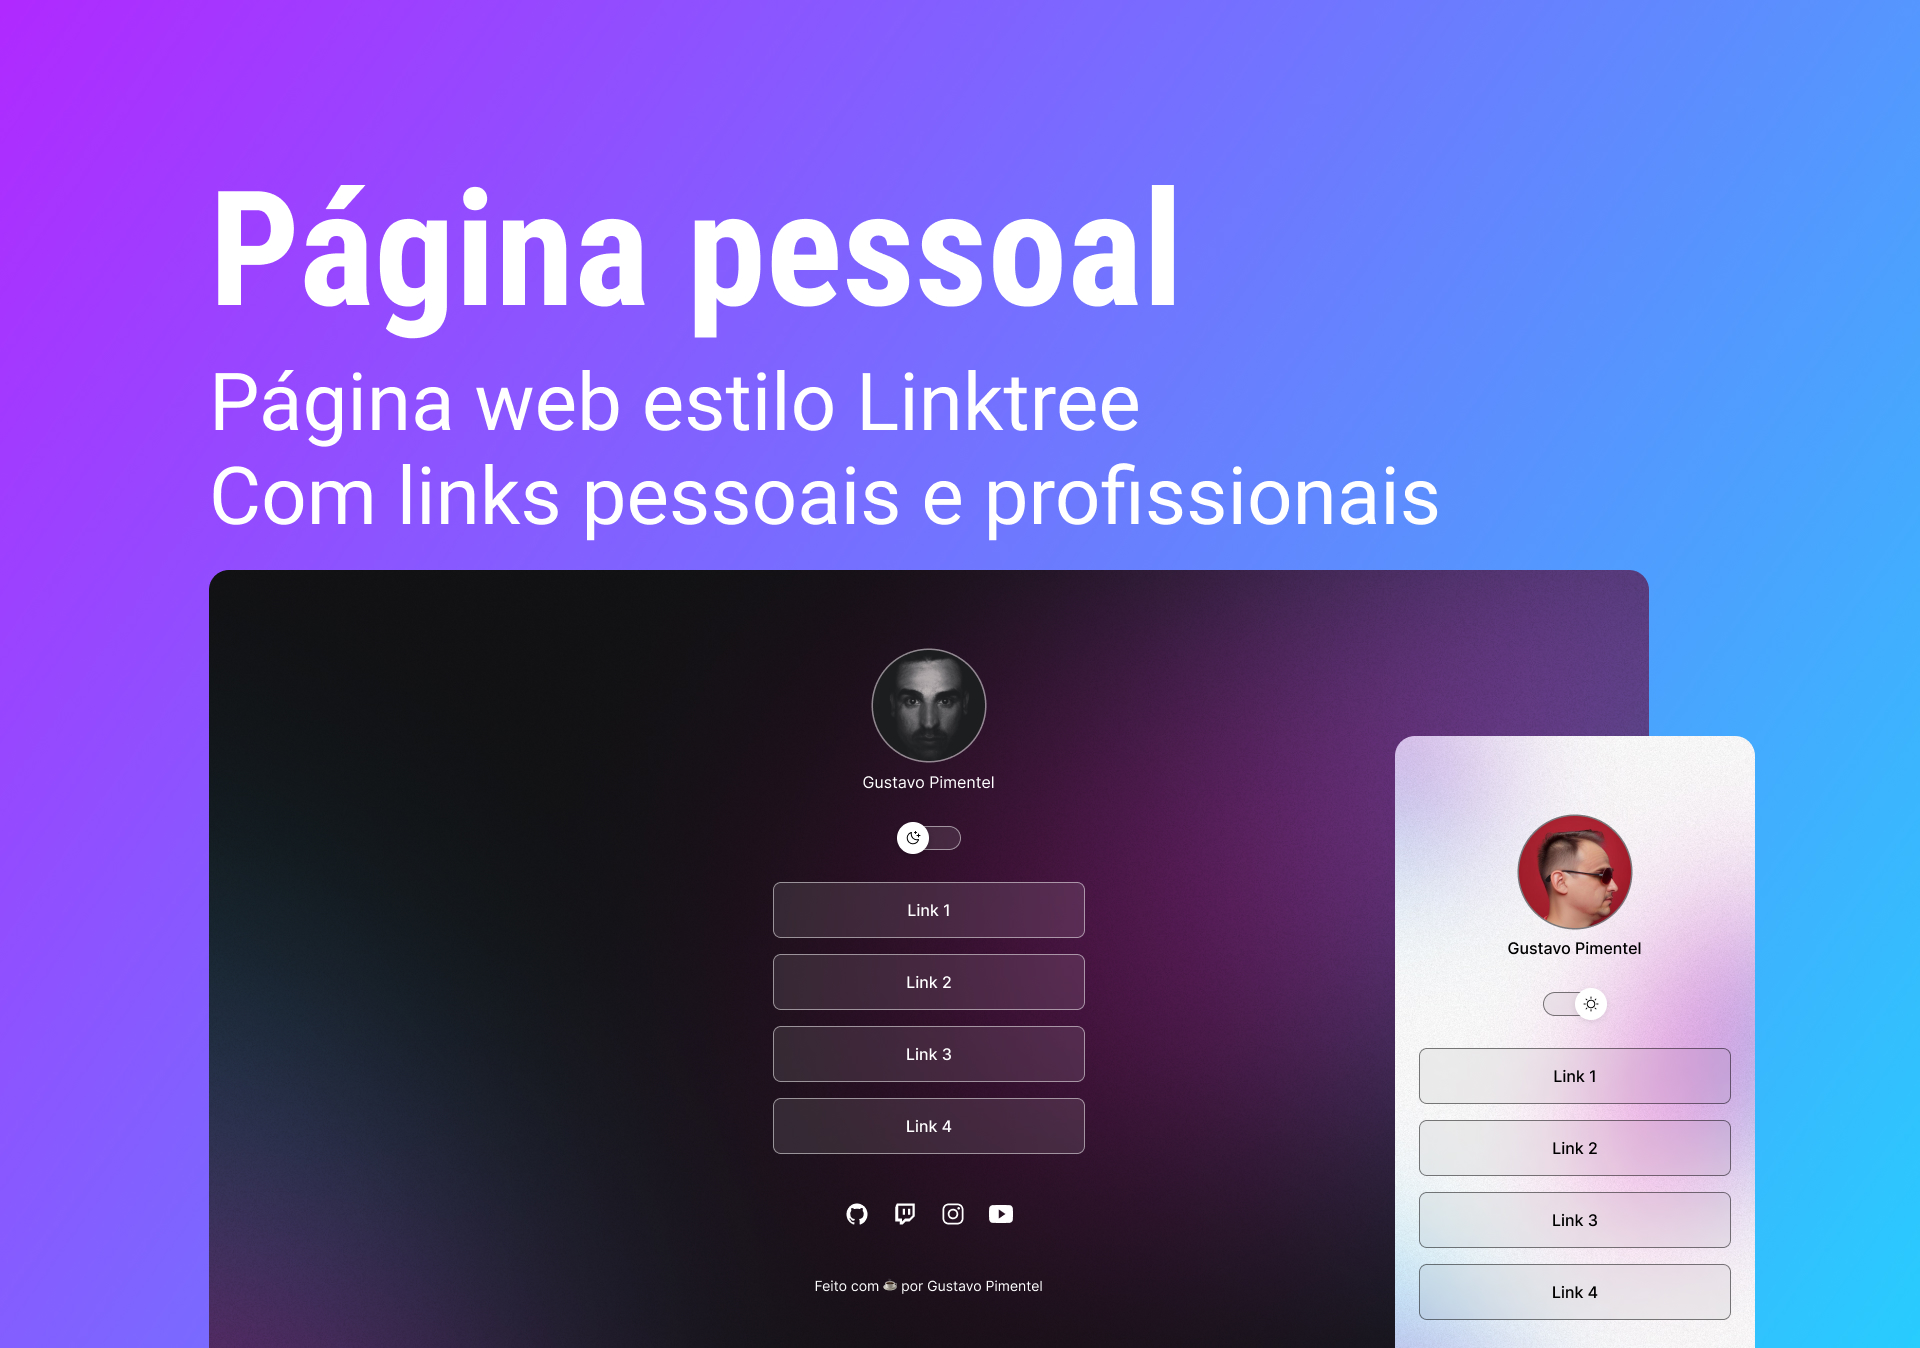 Página pessoal
Página web estilo Linktree
Com links pessoais e profissionais
Gustavo Pimentel
Link 1
Link 2
Link 3
Link 4
Feito com ☕ por Gustavo Pimentel
Gustavo Pimentel
Link 1
Link 2
Link 3
Link 4